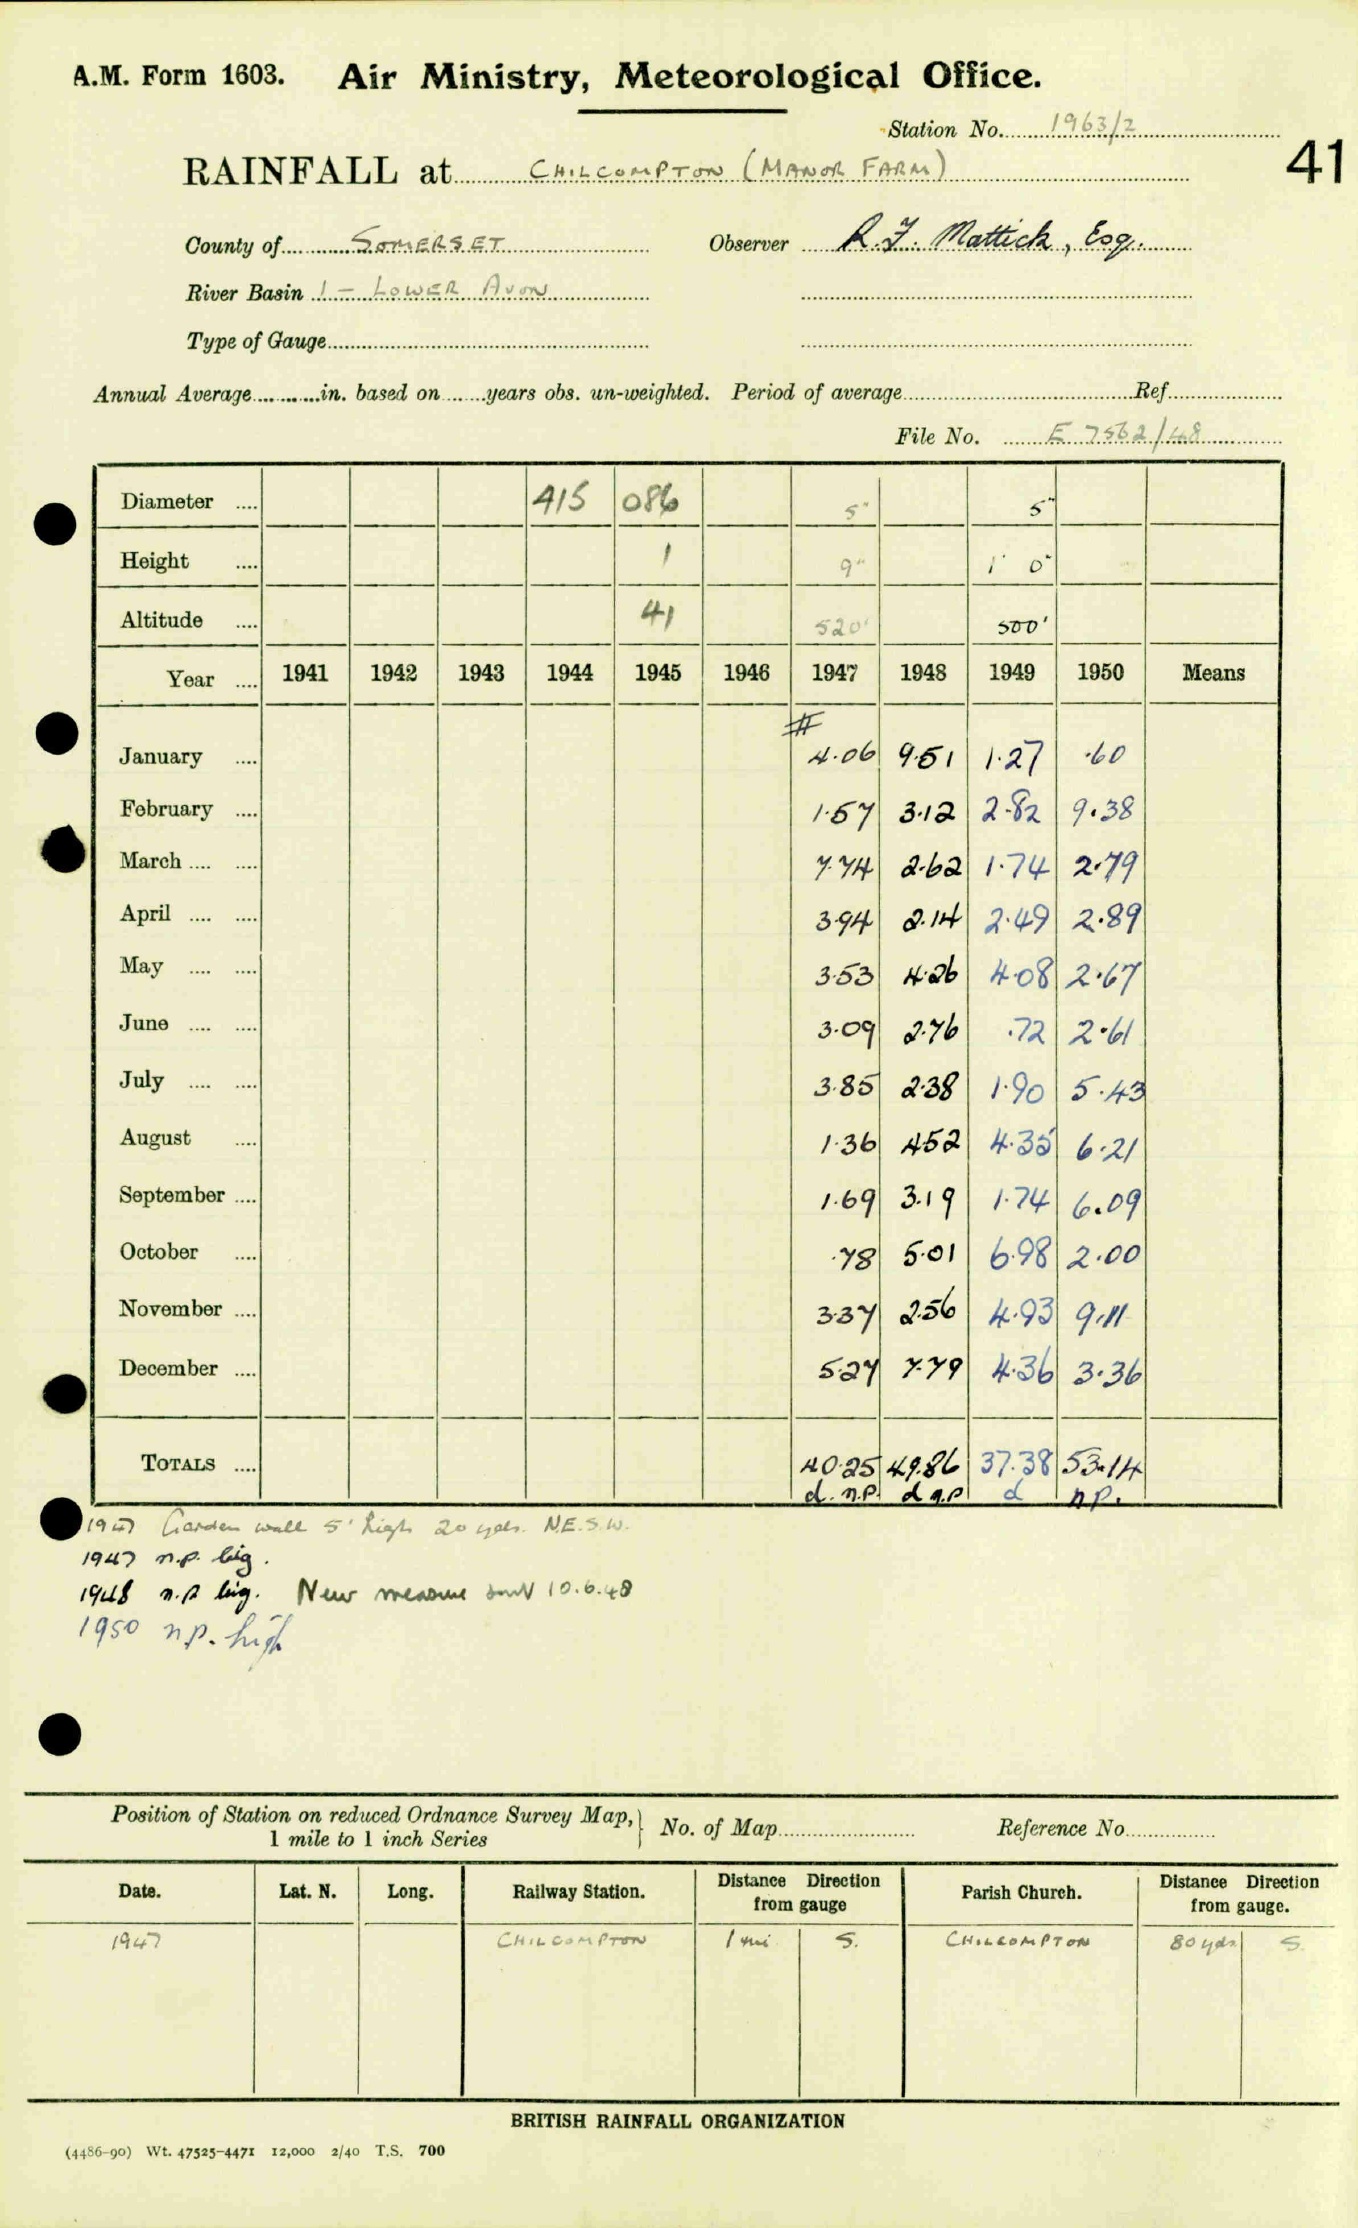 A.M. Form 1603. Air Ministry, Meteorological Office.
Station No. 1963/2
41
RAINFALL at CHILCOMPTON (MANOR FARM)
County of SOMERSET Observer R. F. Mattick, Esq.
River Basin 1 - LOWER AVON
Type of Gauge
Annual Average in. based on years obs. un-weighted. Period of average Ref
File No. E 7562/48
Diameter 415 086 5" 5"
Height 1 9" 1' 0"
Altitude 41 520' 500'
Year 1941 1942 1943 1944 1945 1946 1947 1948 1949 1950 Means
January 4.06 9.51 1.27 .60
February 1.57 3.12 2.82 9.38
March 7.74 2.62 1.74 2.79
April 3.94 2.14 2.49 2.89
May 3.53 4.26 4.08 2.67
June 3.09 2.76 .72 2.61
July 3.85 2.38 1.90 5.43
August 1.36 4.52 4.35 6.21
September 1.69 3.19 1.74 6.09
October .78 5.01 6.98 2.00
November 3.37 2.56 4.93 9.11
December 5.27 7.79 4.36 3.36
TOTALS 40.25 49.86 37.38 53.14
d. n.p. d n.p d n.p.
1947 Garden wall 5' high 20 yds. N.E.S.W.
1947 n.p. big.
1948 n.p. big. New measure sent 10.6.48
1950 n.p. high
Position of Station on reduced Ordnance Survey Map,} No. of Map Reference No
1 mile to 1 inch Series
Date. Lat. N. Long. Railway Station. Distance Direction from gauge Parish Church. Distance Direction from gauge.
1947 CHILCOMPTON 1 mi S. CHILCOMPTON 80 yds S.
BRITISH RAINFALL ORGANIZATION
(4486-90) Wt. 47525-4471 12,000 2/40 T.S. 700